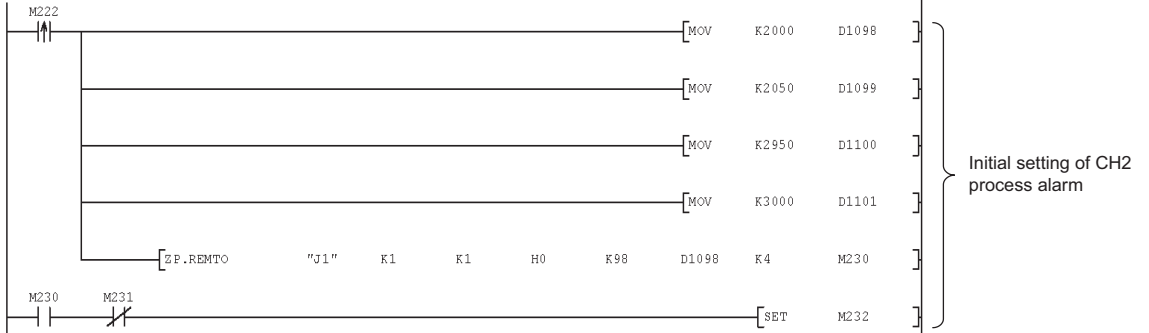 M222
MOV K2000 D1098
MOV K2050 D1099
MOV K2950 D1100
MOV K3000 D1101
Initial setting of CH2
process alarm
ZP.REMTO "J1" K1 K1 H0 K98 D1098 K4 M230
M230 M231
SET M232